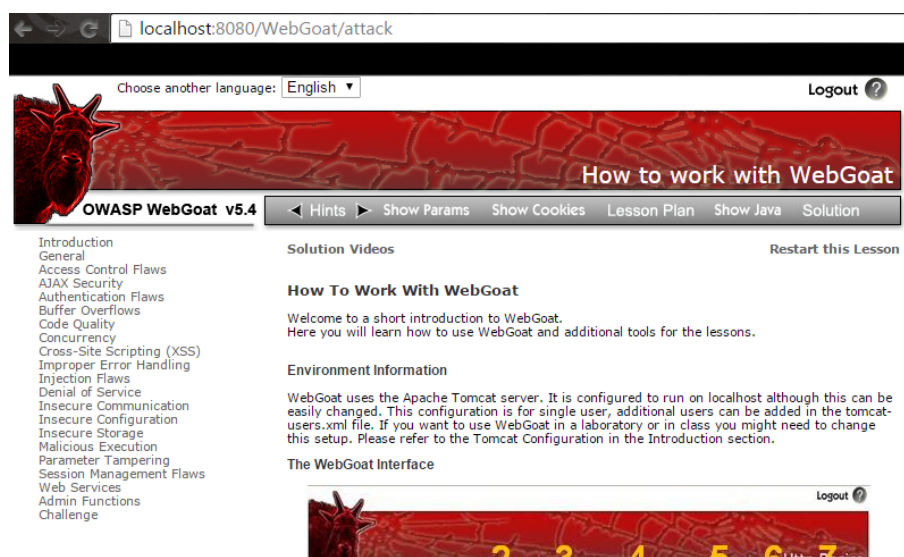 localhost:8080/WebGoat/attack
Choose another language: English
Logout ?
How to work with WebGoat
OWASP WebGoat v5.4
Hints Show Params Show Cookies Lesson Plan Show Java Solution
Introduction
General
Access Control Flaws
AJAX Security
Authentication Flaws
Buffer Overflows
Code Quality
Concurrency
Cross-Site Scripting (XSS)
Improper Error Handling
Injection Flaws
Denial of Service
Insecure Communication
Insecure Configuration
Insecure Storage
Malicious Execution
Parameter Tampering
Session Management Flaws
Web Services
Admin Functions
Challenge
Solution Videos
Restart this Lesson
How To Work With WebGoat
Welcome to a short introduction to WebGoat.
Here you will learn how to use WebGoat and additional tools for the lessons.
Environment Information
WebGoat uses the Apache Tomcat server. It is configured to run on localhost although this can be
easily changed. This configuration is for single user, additional users can be added in the tomcat-
users.xml file. If you want to use WebGoat in a laboratory or in class you might need to change
this setup. Please refer to the Tomcat Configuration in the Introduction section.
The WebGoat Interface
Logout ?
2 3 4 5 6 7